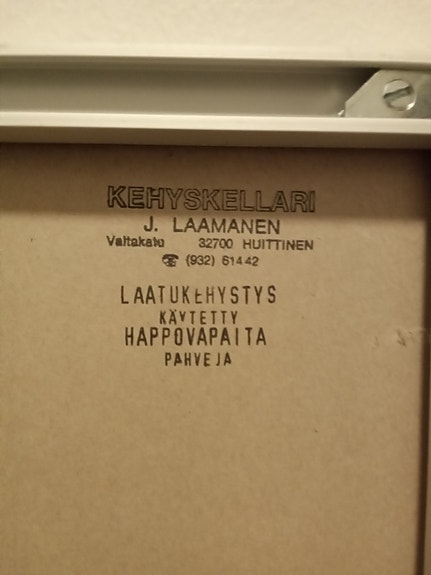 KEHYSKELLARI
J. LAAMANEN
Valtakatu 32700 HUITTINEN
☎ (932) 61442
LAATUKEHYSTYS
KÄYTETTY
HAPPOVAPAITA
PAHVEJA